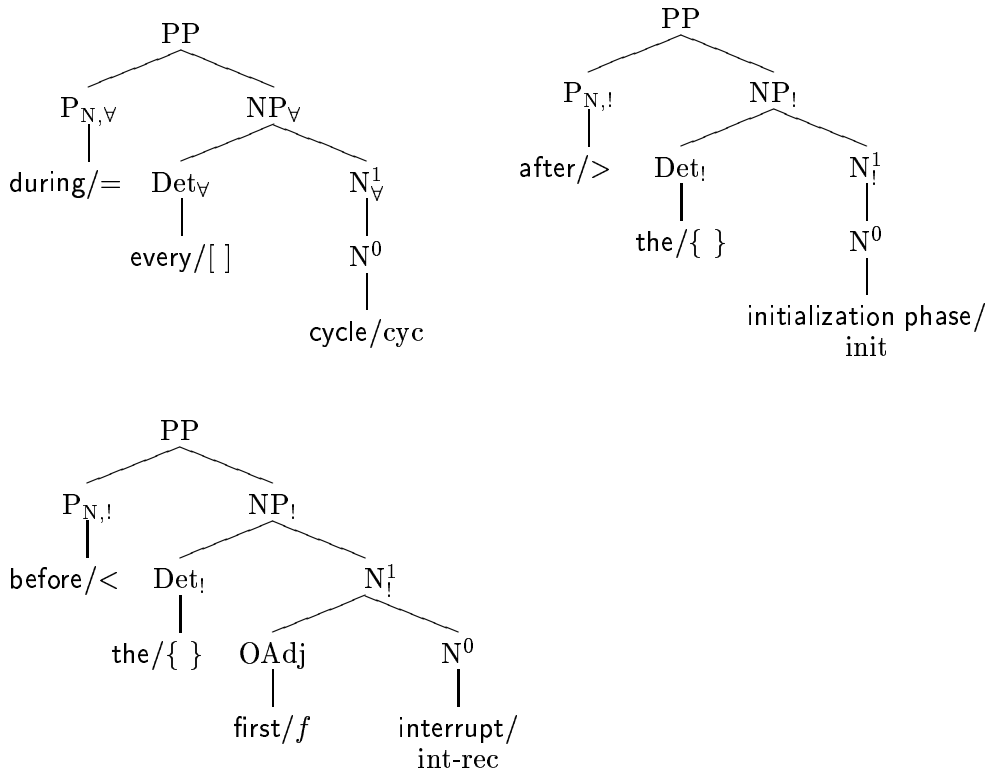 PP
P_{N,∀} NP_∀
during/= Det_∀ N^1_∀
every/[ ] N^0
cycle/cyc
PP
P_{N,!} NP_!
after/> Det_! N^1_!
the/{ } N^0
initialization phase/
init
PP
P_{N,!} NP_!
before/< Det_! N^1_!
the/{ } OAdj N^0
first/f interrupt/
int-rec